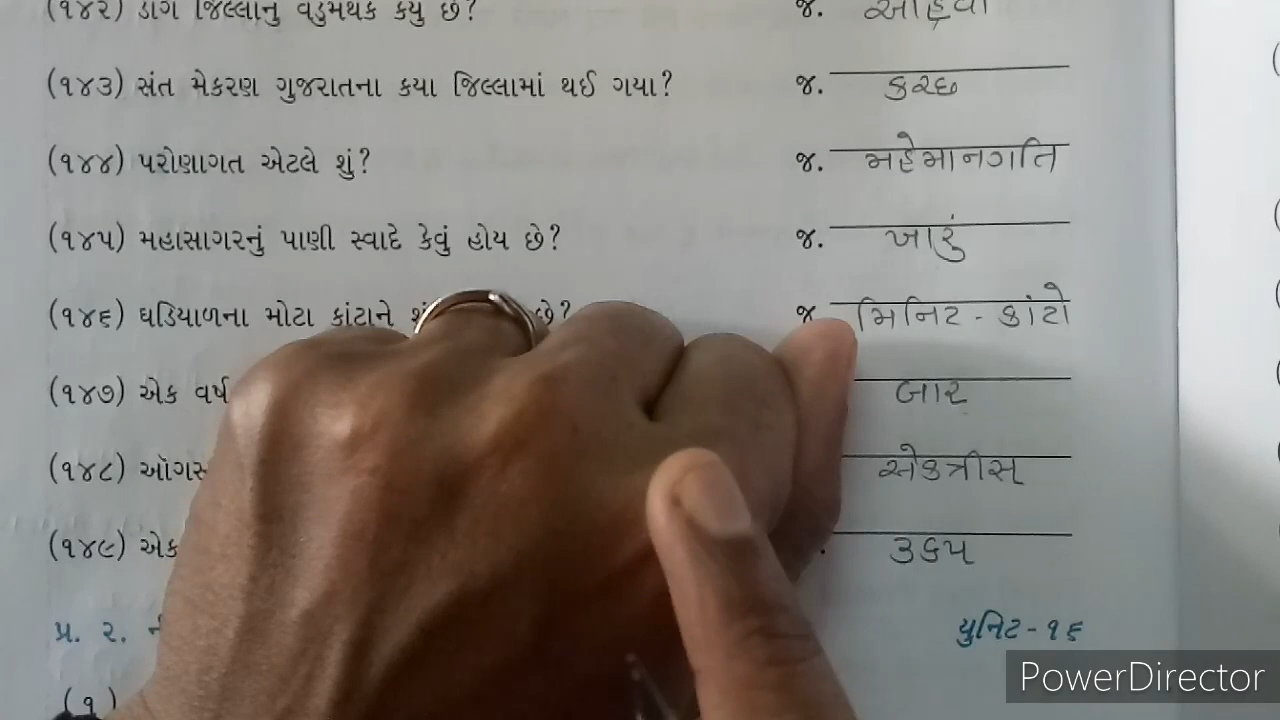 (૧૪૨) ડાંગ જિલ્લાનું વડુમથક કયુ છે? જ. આહવા
(૧૪૩) સંત મેકરણ ગુજરાતના કયા જિલ્લામાં થઈ ગયા? જ. કચ્છ
(૧૪૪) પરોણાગત એટલે શું? જ. મહેમાનગતિ
(૧૪૫) મહાસાગરનું પાણી સ્વાદે કેવું હોય છે? જ. ખારું
(૧૪૬) ઘડિયાળના મોટા કાંટાને છે? જ. મિનિટ - કાંટો
(૧૪૭) એક વર્ષ બાર
(૧૪૮) એકત્રીસ
(૧૪૯) એક ૩૬૫
પ્ર. ૨. યુનિટ-૧૬
(૧)
PowerDirector